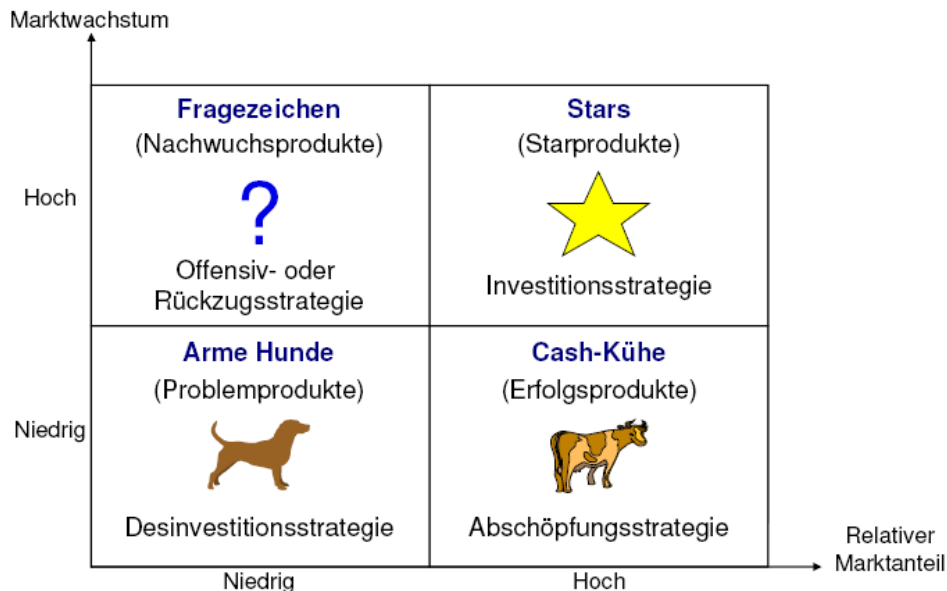 Marktwachstum
Fragezeichen
(Nachwuchsprodukte)
?
Offensiv- oder
Rückzugsstrategie
Stars
(Starprodukte)
Investitionsstrategie
Hoch
Arme Hunde
(Problemprodukte)
Desinvestitionsstrategie
Cash-Kühe
(Erfolgsprodukte)
Abschöpfungsstrategie
Niedrig
Niedrig
Hoch
Relativer
Marktanteil